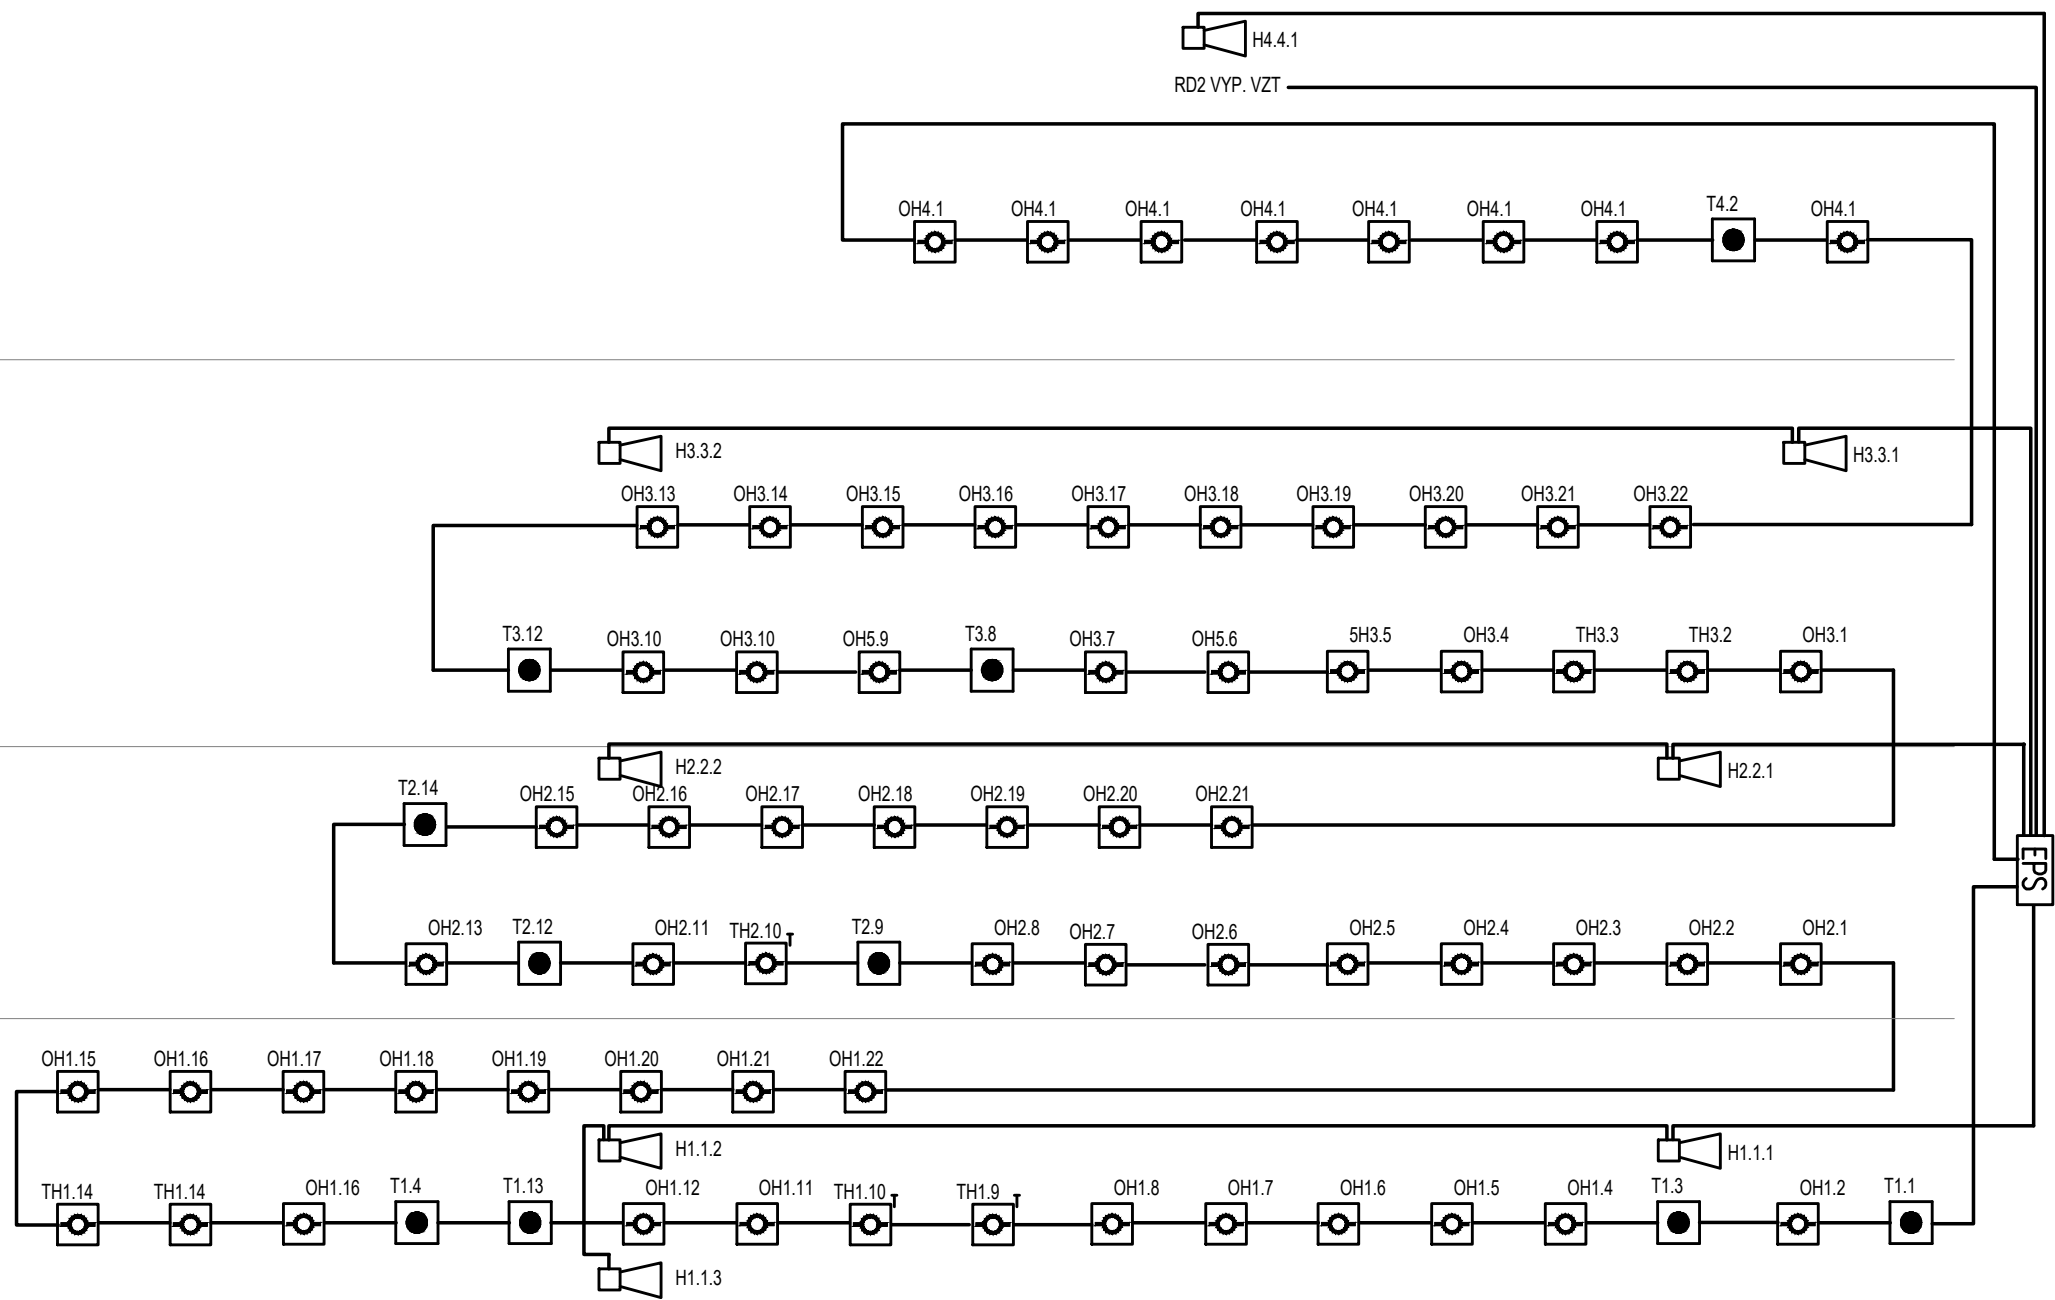 H4.4.1
RD2 VYP. VZT
OH4.1 OH4.1 OH4.1 OH4.1 OH4.1 OH4.1 OH4.1 T4.2 OH4.1
H3.3.2 H3.3.1
OH3.13 OH3.14 OH3.15 OH3.16 OH3.17 OH3.18 OH3.19 OH3.20 OH3.21 OH3.22
T3.12 OH3.10 OH3.10 OH5.9 T3.8 OH3.7 OH5.6 5H3.5 OH3.4 TH3.3 TH3.2 OH3.1
H2.2.2 H2.2.1
T2.14 OH2.15 OH2.16 OH2.17 OH2.18 OH2.19 OH2.20 OH2.21
EPS
OH2.13 T2.12 OH2.11 TH2.10 T T2.9 OH2.8 OH2.7 OH2.6 OH2.5 OH2.4 OH2.3 OH2.2 OH2.1
OH1.15 OH1.16 OH1.17 OH1.18 OH1.19 OH1.20 OH1.21 OH1.22
H1.1.2 H1.1.1
TH1.14 TH1.14 OH1.16 T1.4 T1.13 OH1.12 OH1.11 TH1.10 T TH1.9 T OH1.8 OH1.7 OH1.6 OH1.5 OH1.4 T1.3 OH1.2 T1.1
H1.1.3